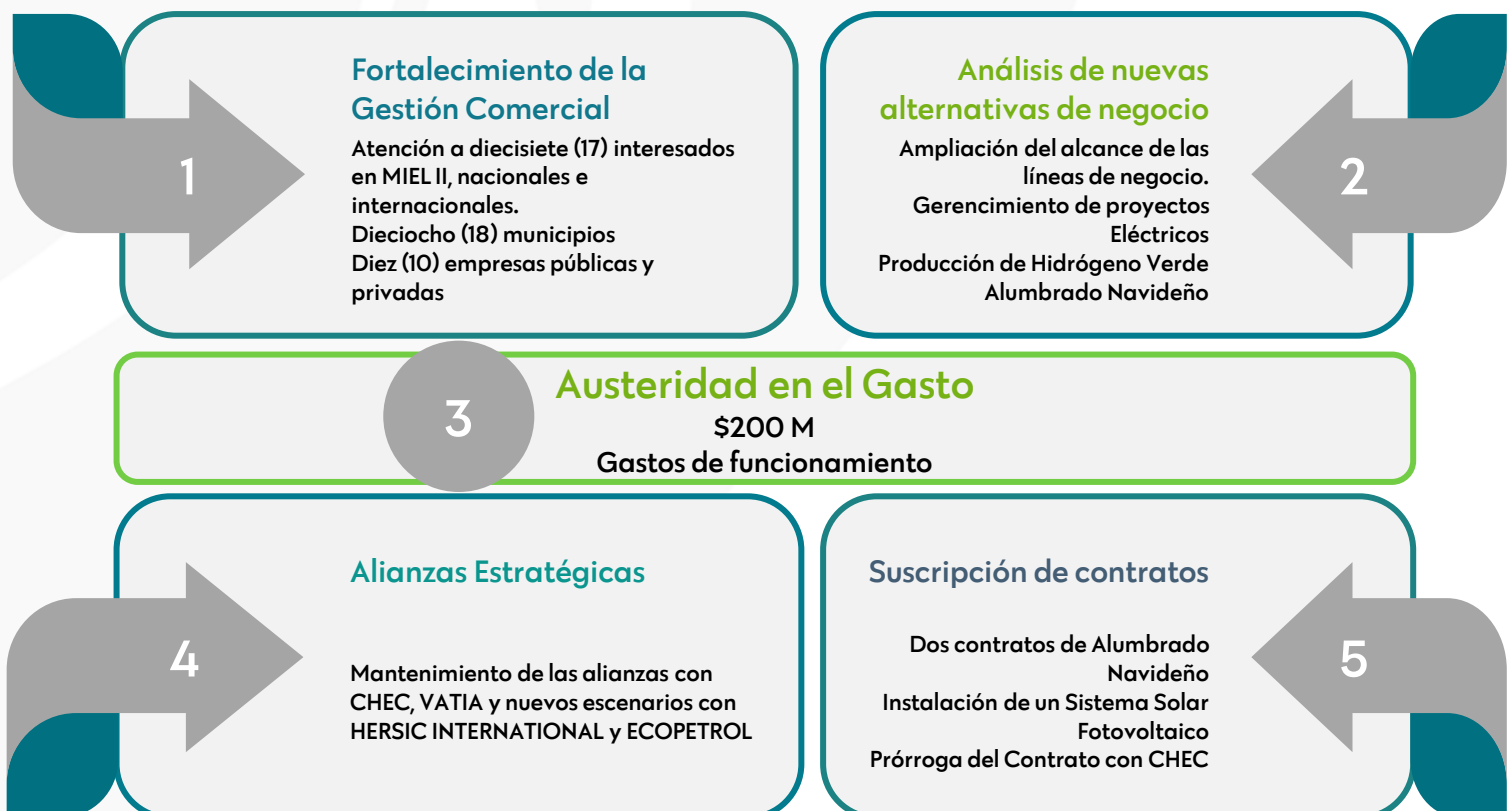 1
Fortalecimiento de la
Gestión Comercial
Atención a diecisiete (17) interesados
en MIEL II, nacionales e
internacionales.
Dieciocho (18) municipios
Diez (10) empresas públicas y
privadas
2
Análisis de nuevas
alternativas de negocio
Ampliación del alcance de las
líneas de negocio.
Gerencimiento de proyectos
Eléctricos
Producción de Hidrógeno Verde
Alumbrado Navideño
3
Austeridad en el Gasto
$200 M
Gastos de funcionamiento
4
Alianzas Estratégicas
Mantenimiento de las alianzas con
CHEC, VATIA y nuevos escenarios con
HERSIC INTERNATIONAL y ECOPETROL
5
Suscripción de contratos
Dos contratos de Alumbrado
Navideño
Instalación de un Sistema Solar
Fotovoltaico
Prórroga del Contrato con CHEC